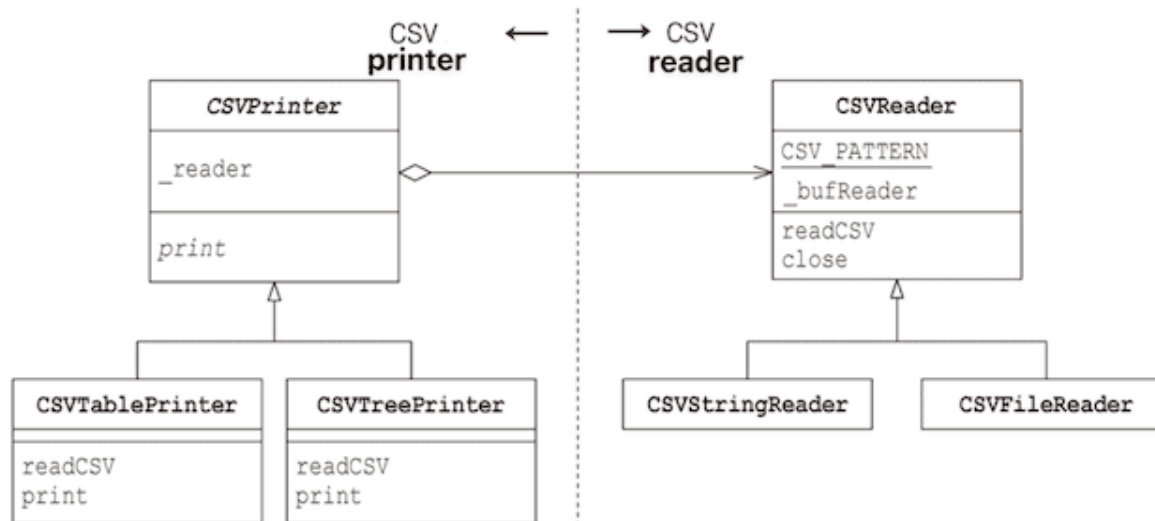 CSV
printer
CSV
reader
CSVPrinter
_reader
print
CSVReader
CSV_PATTERN
_bufReader
readCSV
close
CSVTablePrinter
readCSV
print
CSVTreePrinter
readCSV
print
CSVStringReader
CSVFileReader